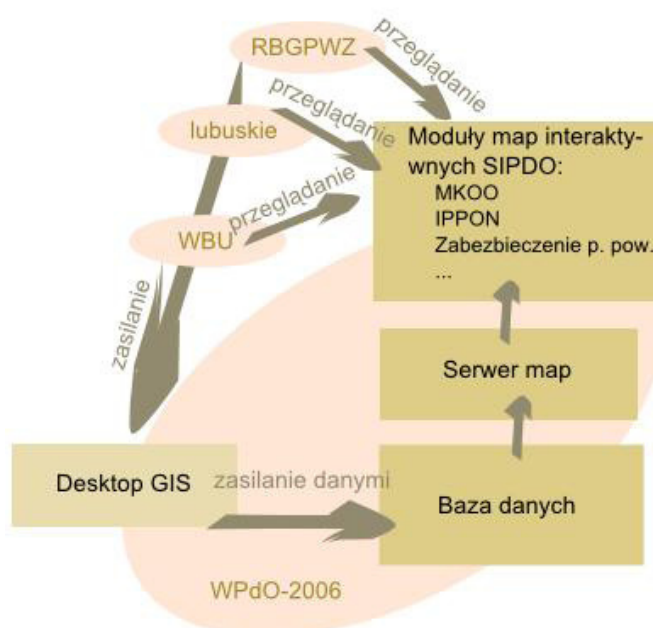 RBGPWZ
przeglądanie
lubuskie
przeglądanie
WBU
przeglądanie
zasilanie
Moduły map interakty-
wnych SIPDO:
MKOO
IPPON
Zabezbieczenie p. pow.
...
Serwer map
Desktop GIS
zasilanie danymi
Baza danych
WPdO-2006